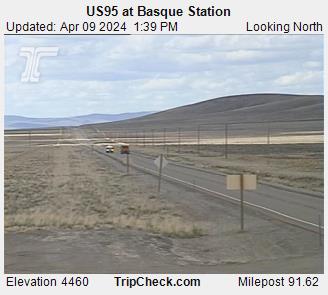 US95 at Basque Station
Updated: Apr 09 2024 1:39 PM Looking North
Elevation 4460 TripCheck.com Milepost 91.62